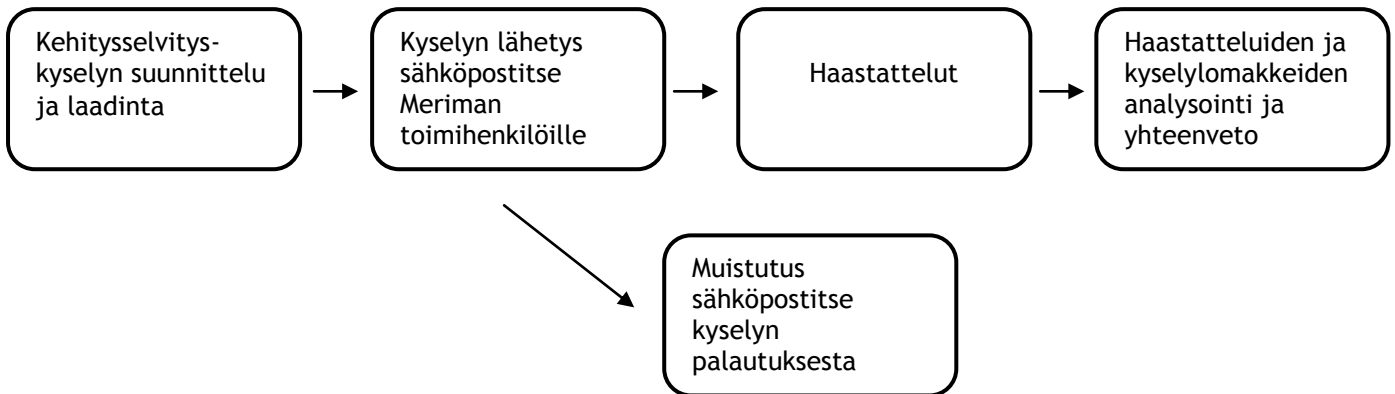 Kehitysselvitys-
kyselyn suunnittelu
ja laadinta
Kyselyn lähetys
sähköpostitse
Meriman
toimihenkilöille
Haastattelut
Haastatteluiden ja
kyselylomakkeiden
analysointi ja
yhteenveto
Muistutus
sähköpostitse
kyselyn
palautuksesta